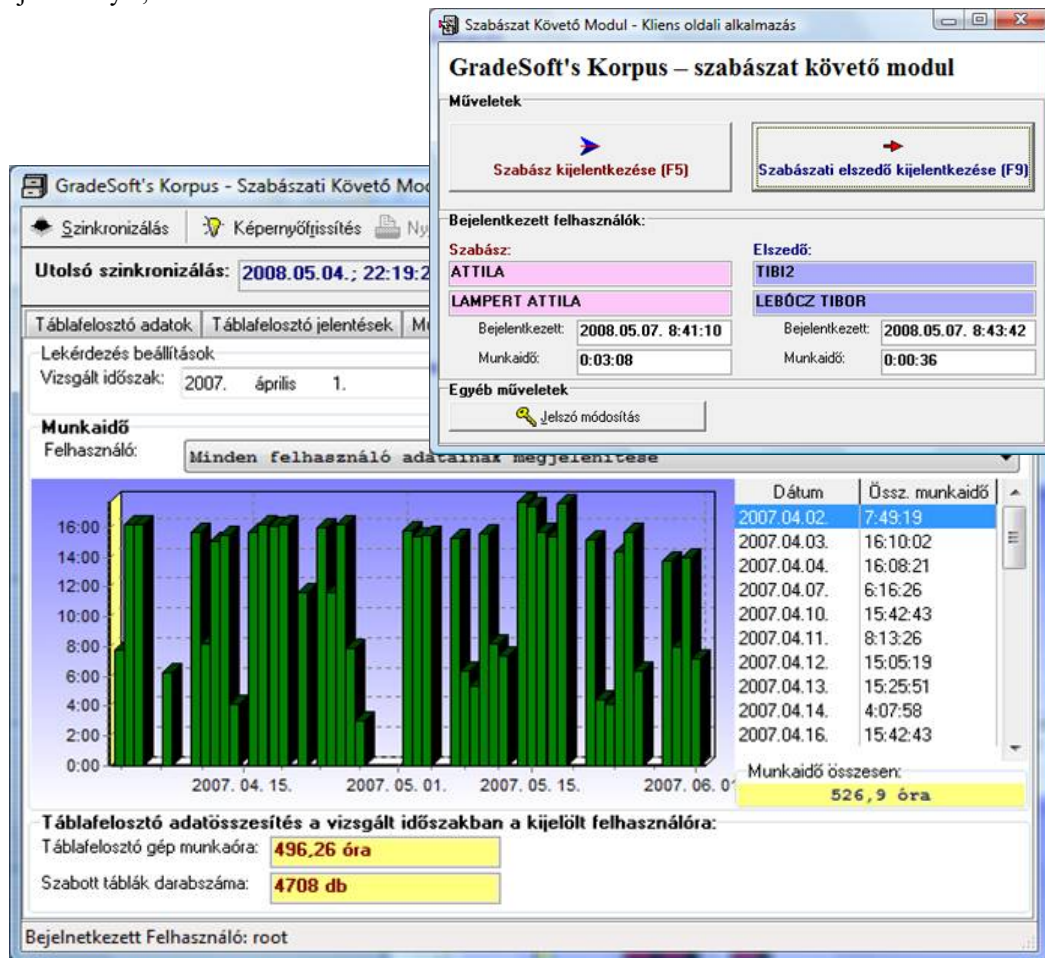 Szabászat Követő Modul - Kliens oldali alkalmazás
GradeSoft's Korpus – szabászat követő modul
Műveletek
Szabász kijelentkezése (F5)
Szabászati elszedő kijelentkezése (F9)
Bejelentkezett felhasználók:
Szabász:
Elszedő:
ATTILA
TIBI2
LAMPERT ATTILA
LEBŐCZ TIBOR
Bejelentkezett: 2008.05.07. 8:41:10
Bejelentkezett: 2008.05.07. 8:43:42
Munkaidő: 0:03:08
Munkaidő: 0:00:36
Egyéb műveletek
Jelszó módosítás
GradeSoft's Korpus - Szabászati Követő
Szinkronizálás
Képernyőfrissítés
Utolsó szinkronizálás: 2008.05.04.; 22:19:2
Táblafelosztó adatok
Táblafelosztó jelentések
Lekérdezés beállítások
Vizsgált időszak: 2007. április 1.
Munkaidő
Felhasználó: Minden felhasználó adatainak megjelenítése
16:00
14:00
12:00
10:00
8:00
6:00
4:00
2:00
0:00
2007. 04. 15. 2007. 05. 01. 2007. 05. 15. 2007. 06. 0
Dátum Össz. munkaidő
2007.04.02. 7:49:19
2007.04.03. 16:10:02
2007.04.04. 16:08:21
2007.04.07. 6:16:26
2007.04.10. 15:42:43
2007.04.11. 8:13:26
2007.04.12. 15:05:19
2007.04.13. 15:25:51
2007.04.14. 4:07:58
2007.04.16. 15:42:43
Munkaidő összesen:
526,9 óra
Táblafelosztó adatösszesítés a vizsgált időszakban a kijelölt felhasználóra:
Táblafelosztó gép munkaóra: 496,26 óra
Szabott táblák darabszáma: 4708 db
Bejelnetkezett Felhasználó: root